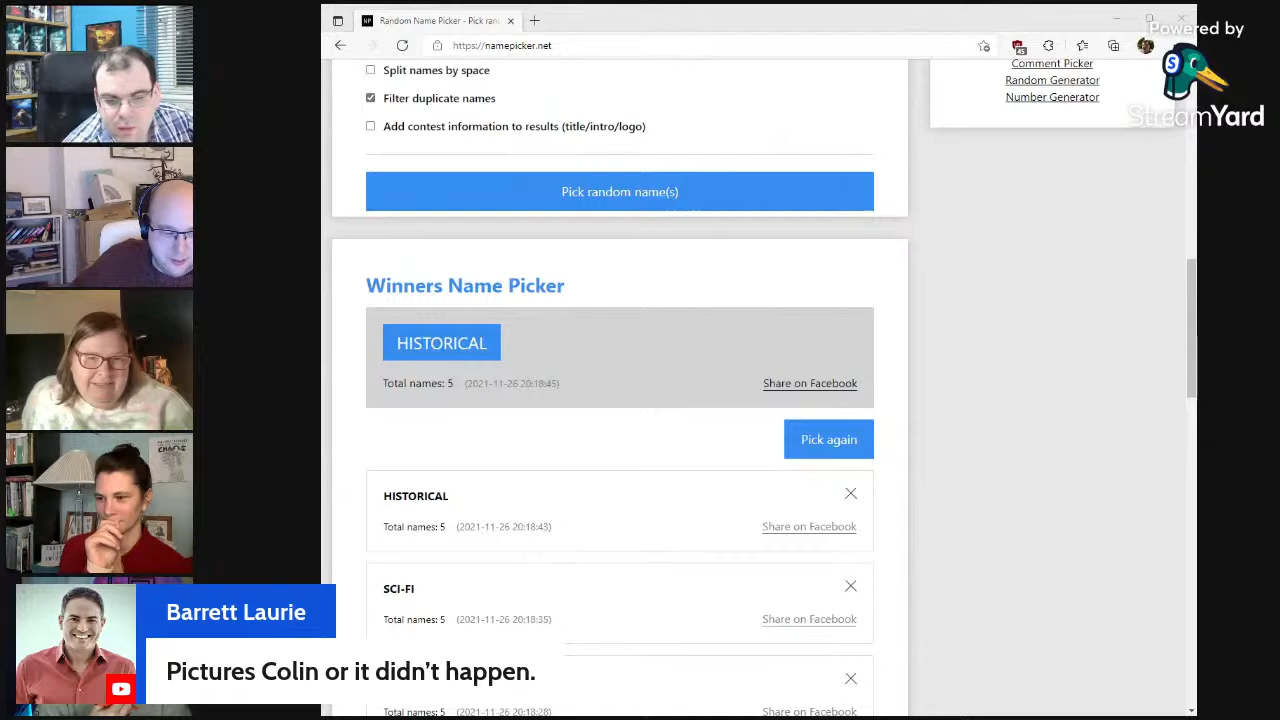 Random Name Picker - Pick ran
https://namepicker.net
Powered by
StreamYard
Split names by space
Filter duplicate names
Add contest information to results (title/intro/logo)
Pick random name(s)
Comment Picker
Random Generator
Number Generator
Winners Name Picker
HISTORICAL
Total names: 5 (2021-11-26 20:18:45)
Share on Facebook
Pick again
HISTORICAL
Total names: 5 (2021-11-26 20:18:43)
Share on Facebook
SCI-FI
Total names: 5 (2021-11-26 20:18:35)
Share on Facebook
Total names: 5 (2021-11-26 20:18:28)
Share on Facebook
Barrett Laurie
Pictures Colin or it didn't happen.